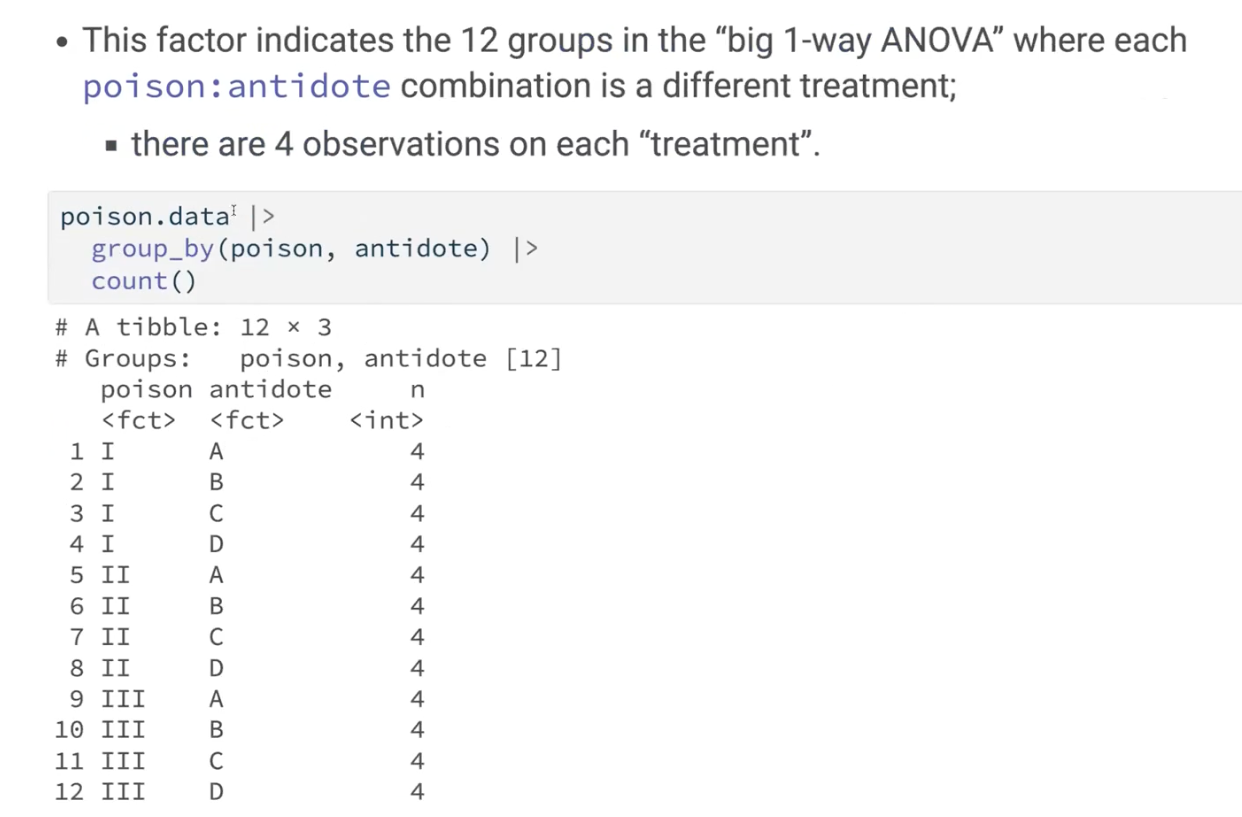 • This factor indicates the 12 groups in the “big 1-way ANOVA” where each
poison:antidote combination is a different treatment;
▪ there are 4 observations on each “treatment”.
poison.data |>
  group_by(poison, antidote) |>
  count()
# A tibble: 12 × 3
# Groups:   poison, antidote [12]
   poison antidote     n
   <fct>  <fct>    <int>
 1 I      A            4
 2 I      B            4
 3 I      C            4
 4 I      D            4
 5 II     A            4
 6 II     B            4
 7 II     C            4
 8 II     D            4
 9 III    A            4
10 III    B            4
11 III    C            4
12 III    D            4